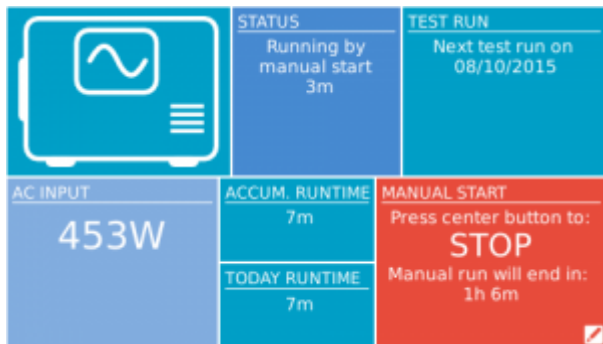 STATUS
Running by
manual start
3m
TEST RUN
Next test run on
08/10/2015
AC INPUT
453W
ACCUM. RUNTIME
7m
TODAY RUNTIME
7m
MANUAL START
Press center button to:
STOP
Manual run will end in:
1h 6m